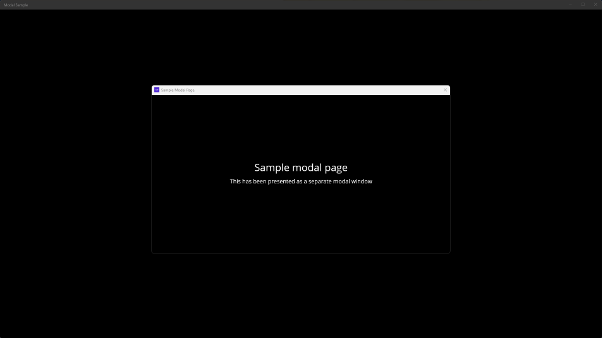 Modal Sample
Sample Modal Page
Sample modal page
This has been presented as a separate modal window